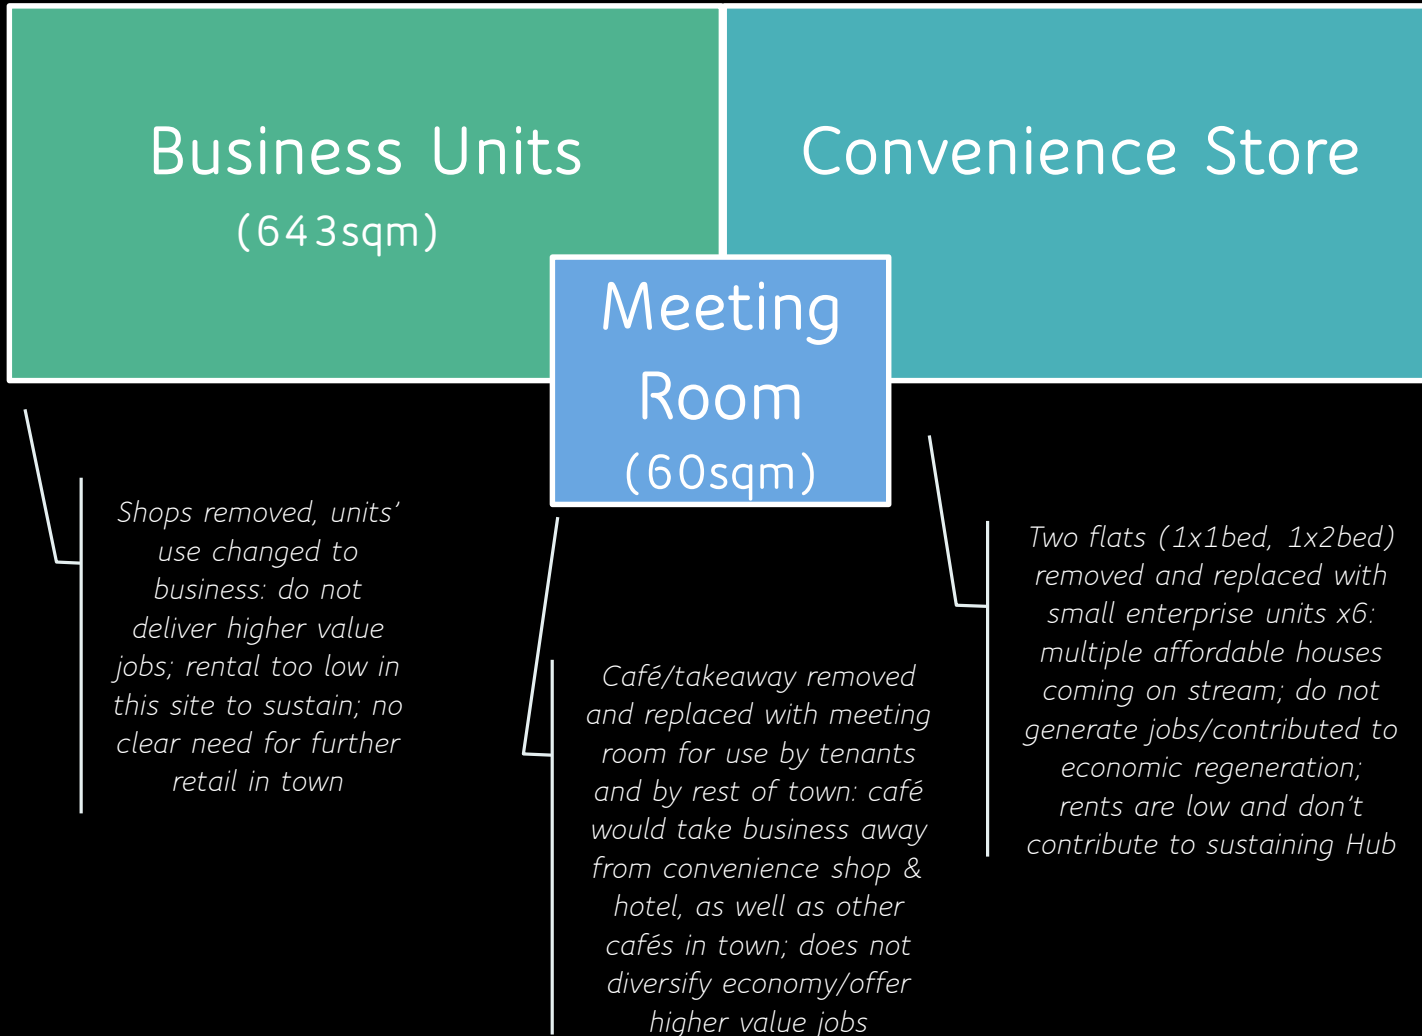 Business Units
(643sqm)
Convenience Store
Meeting
Room
(60sqm)
Shops removed, units’
use changed to
business: do not
deliver higher value
jobs; rental too low in
this site to sustain; no
clear need for further
retail in town
Café/takeaway removed
and replaced with meeting
room for use by tenants
and by rest of town: café
would take business away
from convenience shop &
hotel, as well as other
cafés in town; does not
diversify economy/offer
higher value jobs
Two flats (1x1bed, 1x2bed)
removed and replaced with
small enterprise units x6:
multiple affordable houses
coming on stream; do not
generate jobs/contributed to
economic regeneration;
rents are low and don’t
contribute to sustaining Hub